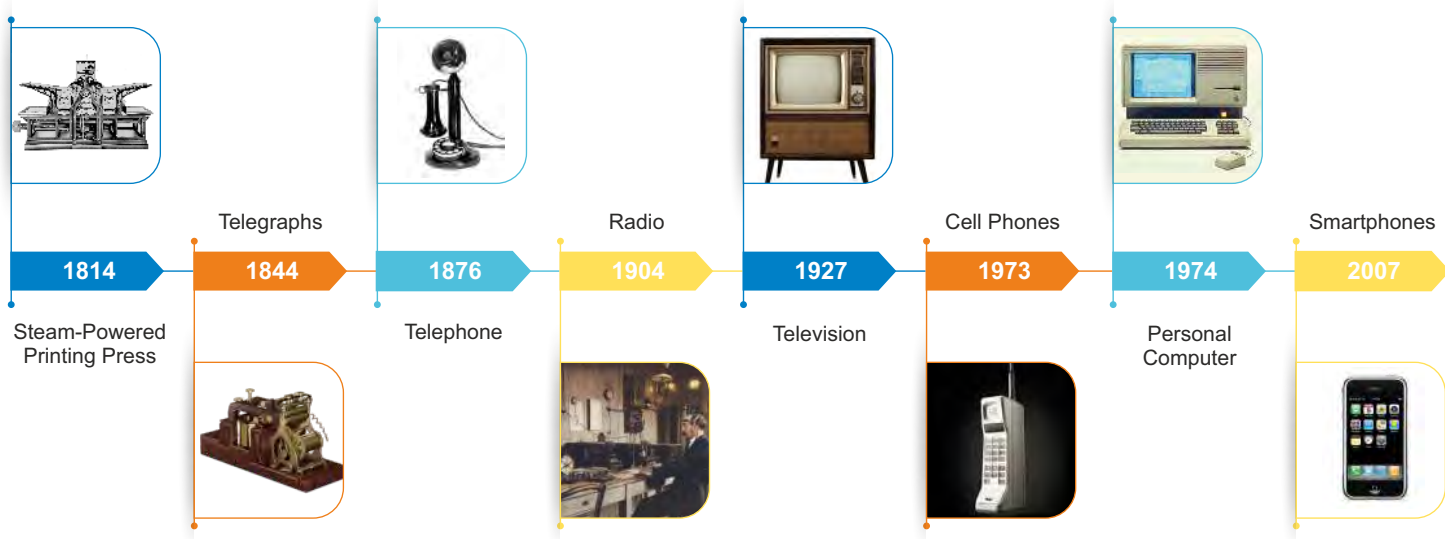 Telegraphs
Radio
Cell Phones
Smartphones
1814
1844
1876
1904
1927
1973
1974
2007
Steam-Powered
Printing Press
Telephone
Television
Personal
Computer